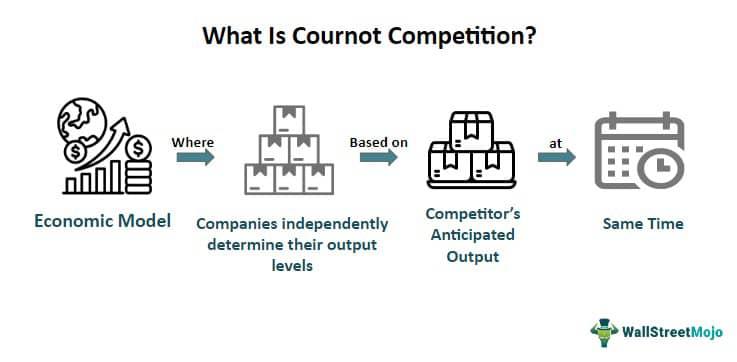 What Is Cournot Competition?
Where
Based on
at
$
$
Economic Model
Companies independently
determine their output
levels
Competitor's
Anticipated
Output
Same Time
WallStreetMojo